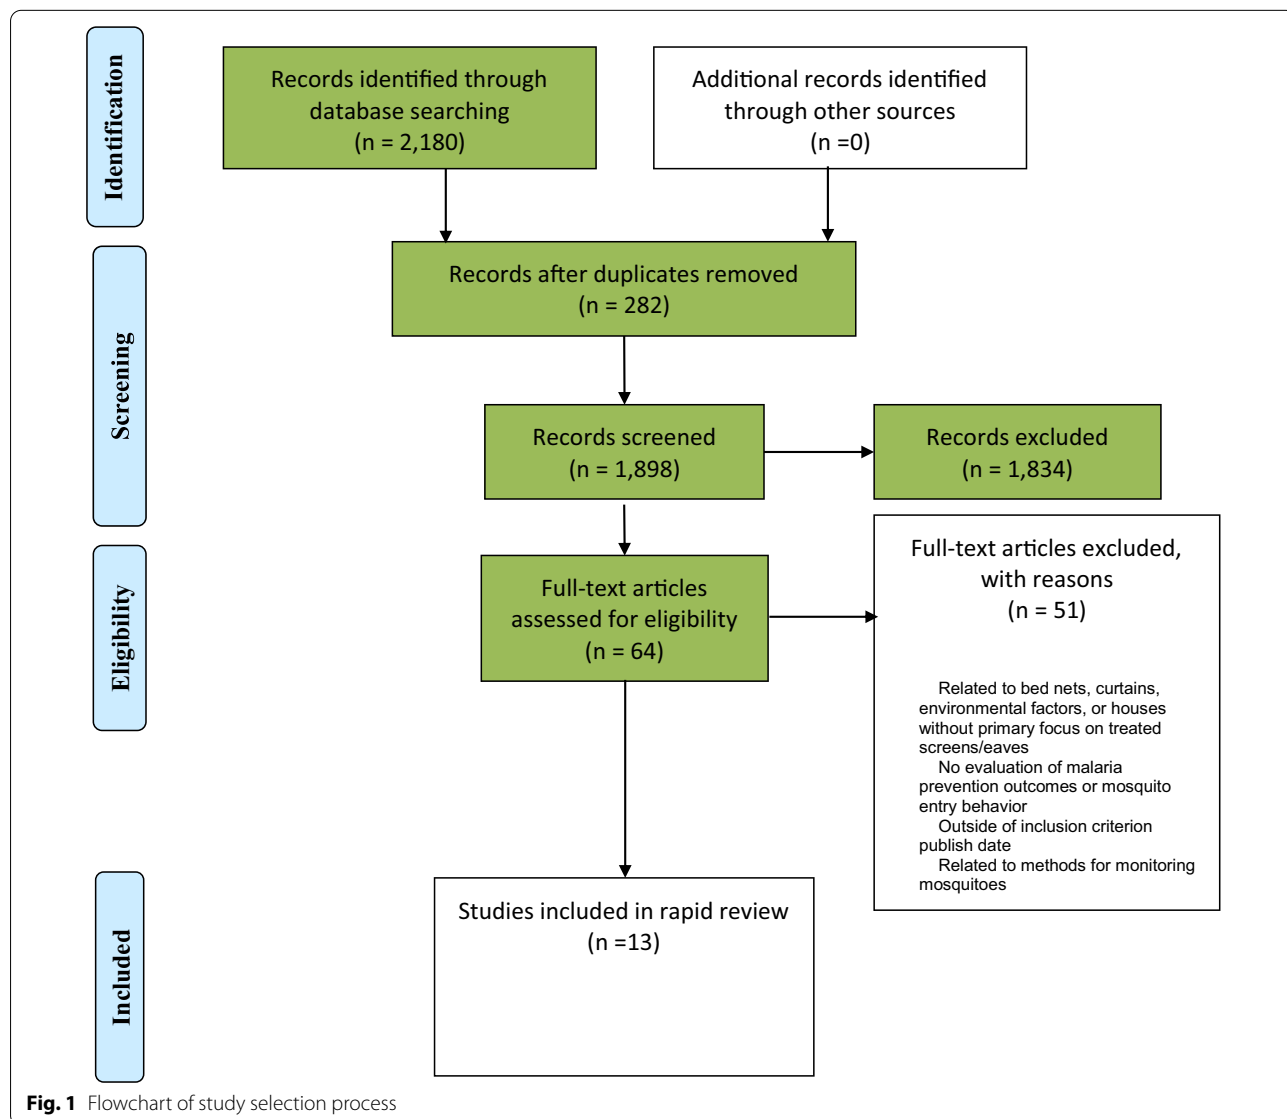 Identification
Records identified through
database searching
(n = 2,180)
Additional records identified
through other sources
(n =0)
Screening
Records after duplicates removed
(n = 282)
Records screened
(n = 1,898)
Records excluded
(n = 1,834)
Eligibility
Full-text articles
assessed for eligibility
(n = 64)
Full-text articles excluded,
with reasons
(n = 51)
Related to bed nets, curtains,
environmental factors, or houses
without primary focus on treated
screens/eaves
No evaluation of malaria
prevention outcomes or mosquito
entry behavior
Outside of inclusion criterion
publish date
Related to methods for monitoring
mosquitoes
Included
Studies included in rapid review
(n =13)
Fig. 1 Flowchart of study selection process